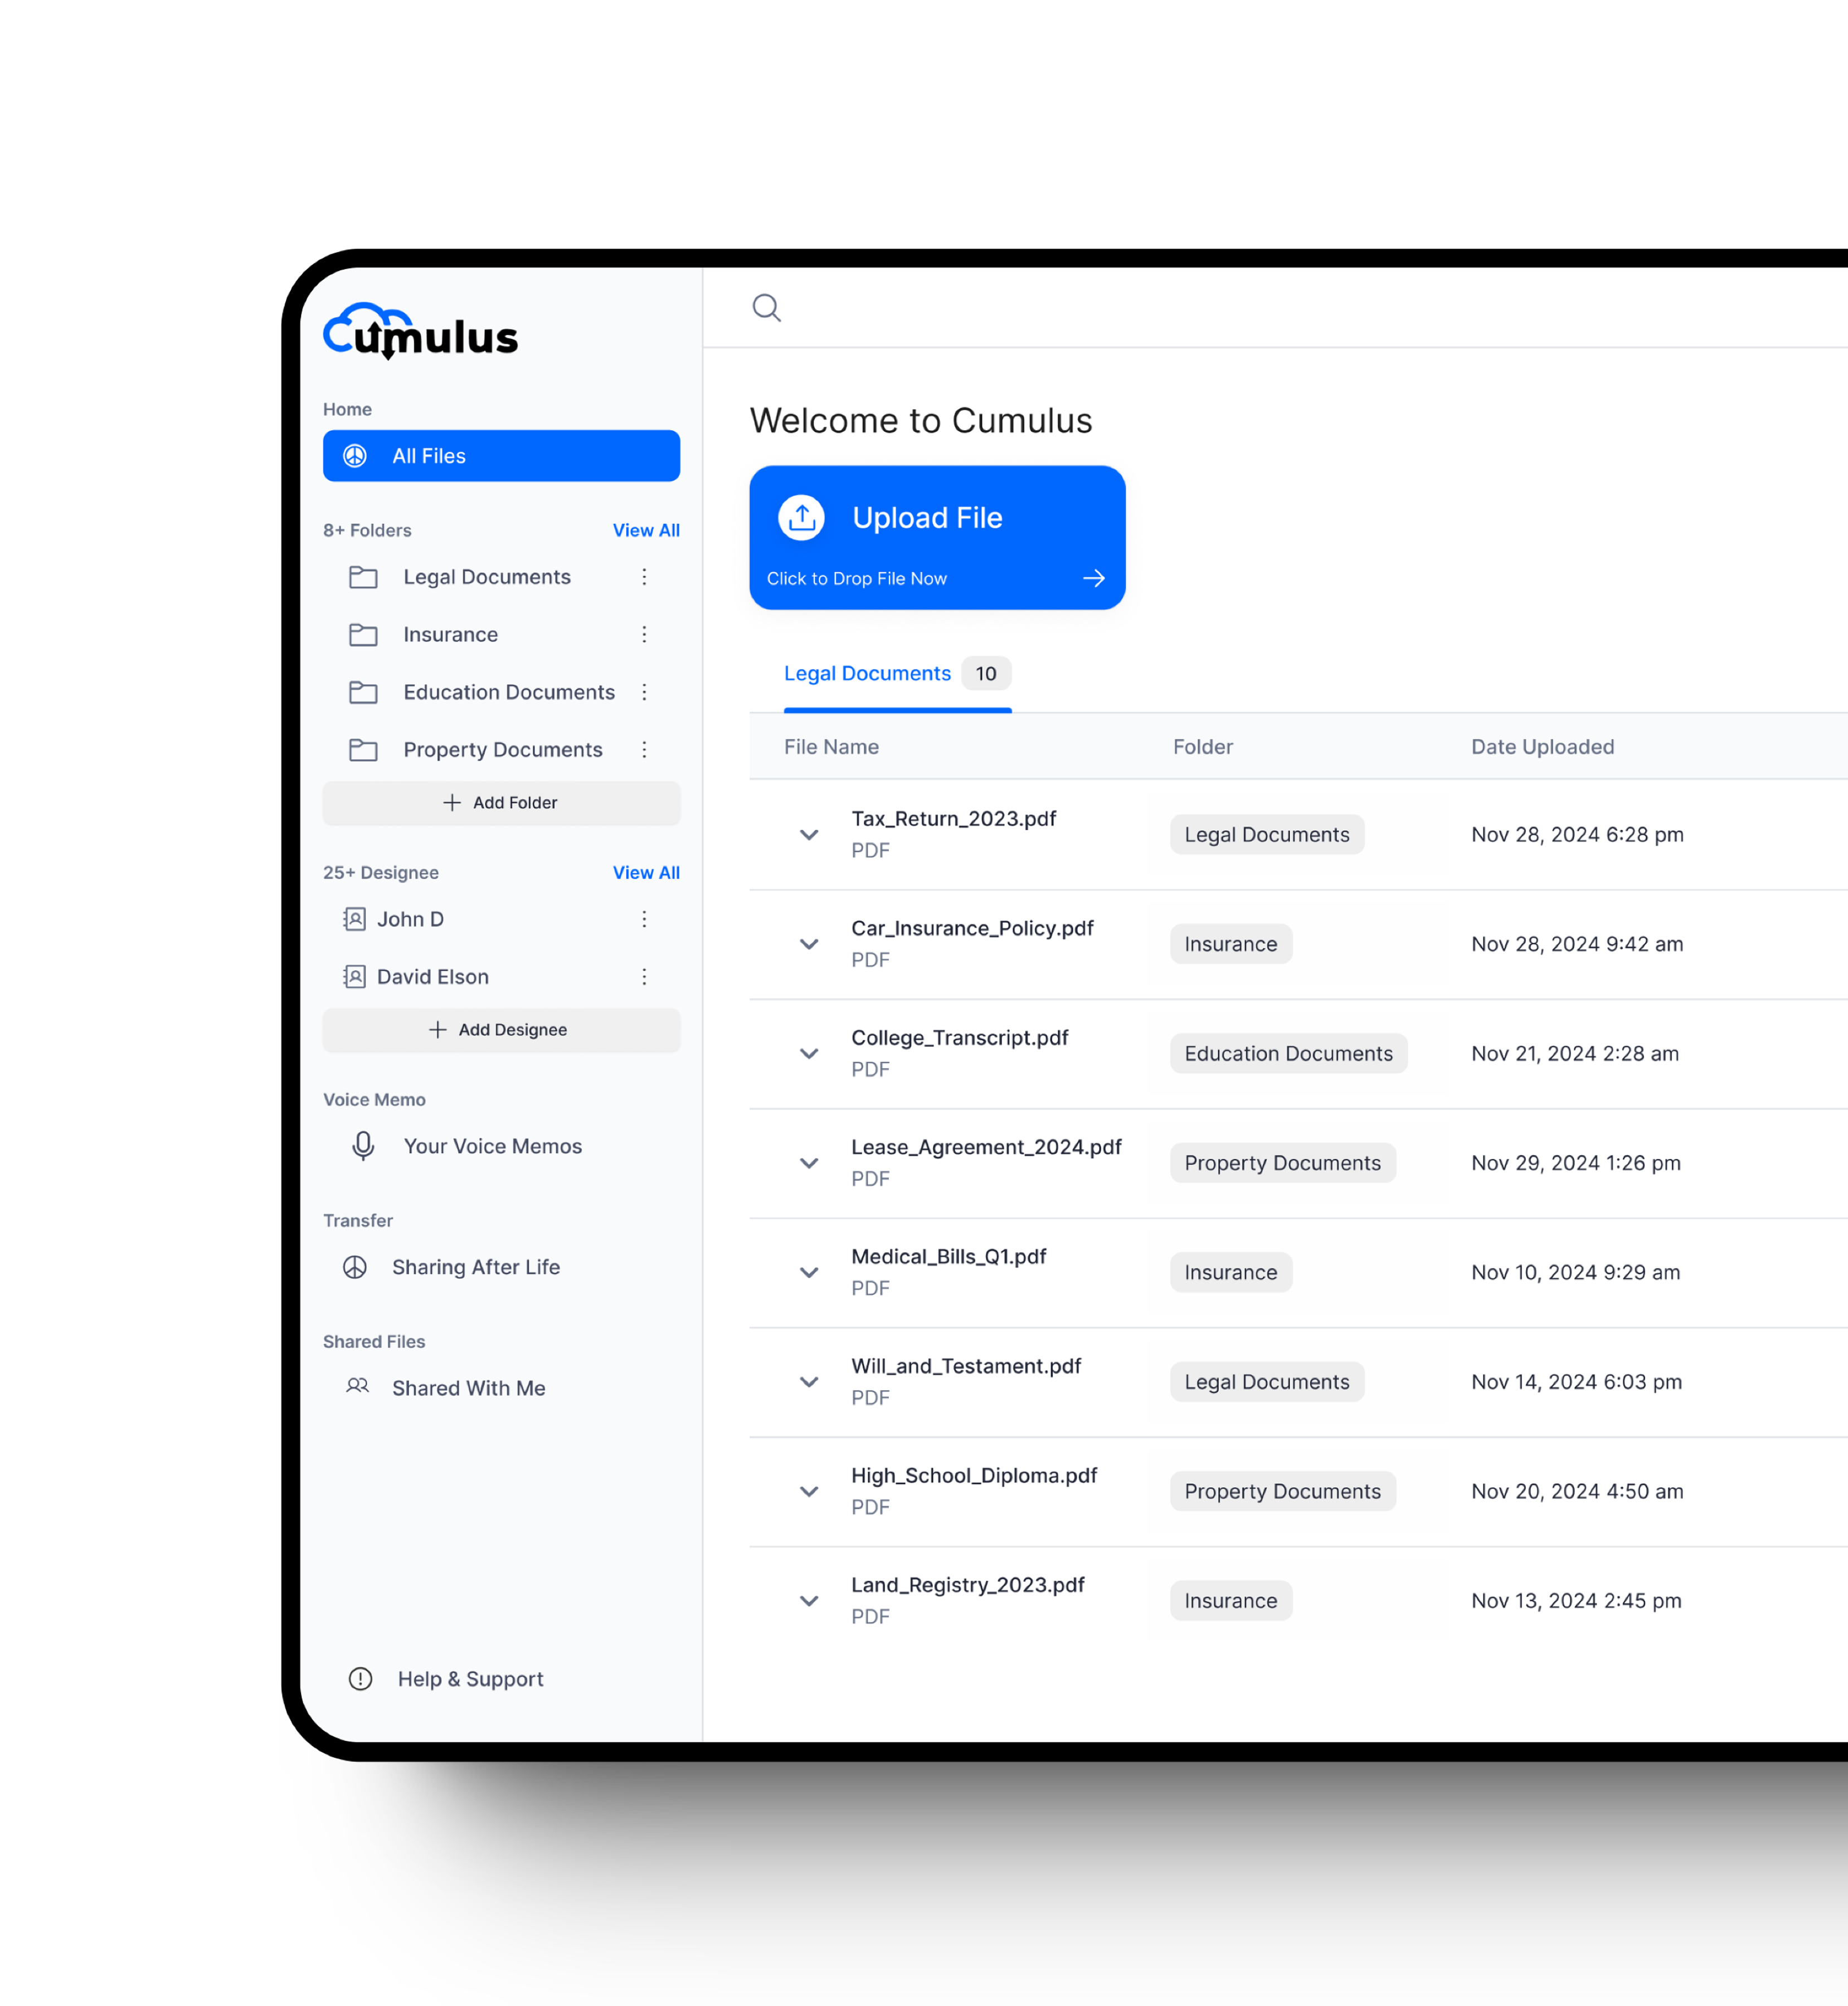 Cumulus
Home
All Files
8+ Folders View All
Legal Documents
Insurance
Education Documents
Property Documents
Add Folder
25+ Designee View All
John D
David Elson
Add Designee
Voice Memo
Your Voice Memos
Transfer
Sharing After Life
Shared Files
Shared With Me
Help & Support
Welcome to Cumulus
Upload File
Click to Drop File Now
Legal Documents 10
File Name Folder Date Uploaded
Tax_Return_2023.pdf
PDF
Legal Documents
Nov 28, 2024 6:28 pm
Car_Insurance_Policy.pdf
PDF
Insurance
Nov 28, 2024 9:42 am
College_Transcript.pdf
PDF
Education Documents
Nov 21, 2024 2:28 am
Lease_Agreement_2024.pdf
PDF
Property Documents
Nov 29, 2024 1:26 pm
Medical_Bills_Q1.pdf
PDF
Insurance
Nov 10, 2024 9:29 am
Will_and_Testament.pdf
PDF
Legal Documents
Nov 14, 2024 6:03 pm
High_School_Diploma.pdf
PDF
Property Documents
Nov 20, 2024 4:50 am
Land_Registry_2023.pdf
PDF
Insurance
Nov 13, 2024 2:45 pm